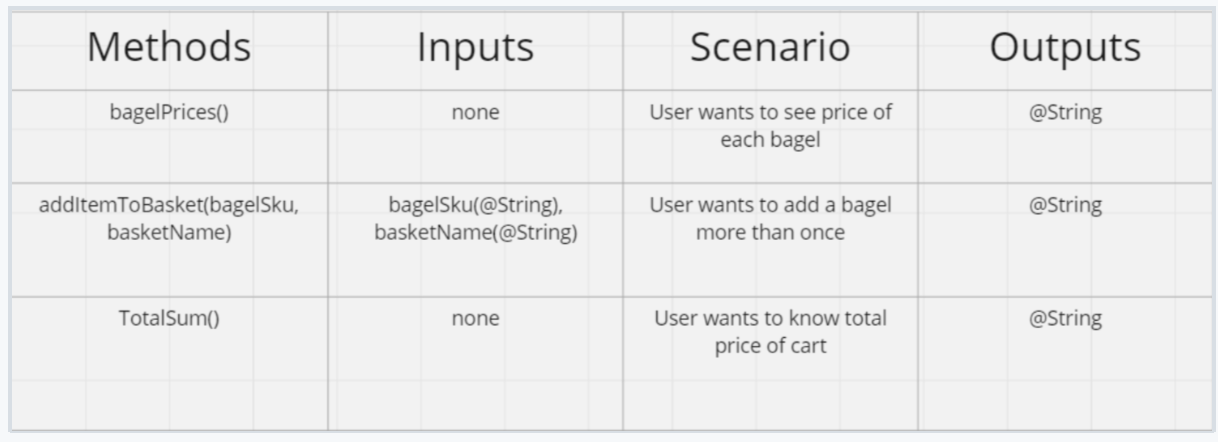 Methods Inputs Scenario Outputs
bagelPrices() none User wants to see price of @String
each bagel
addItemToBasket(bagelSku, bagelSku(@String), User wants to add a bagel @String
basketName) basketName(@String) more than once
TotalSum() none User wants to know total @String
price of cart